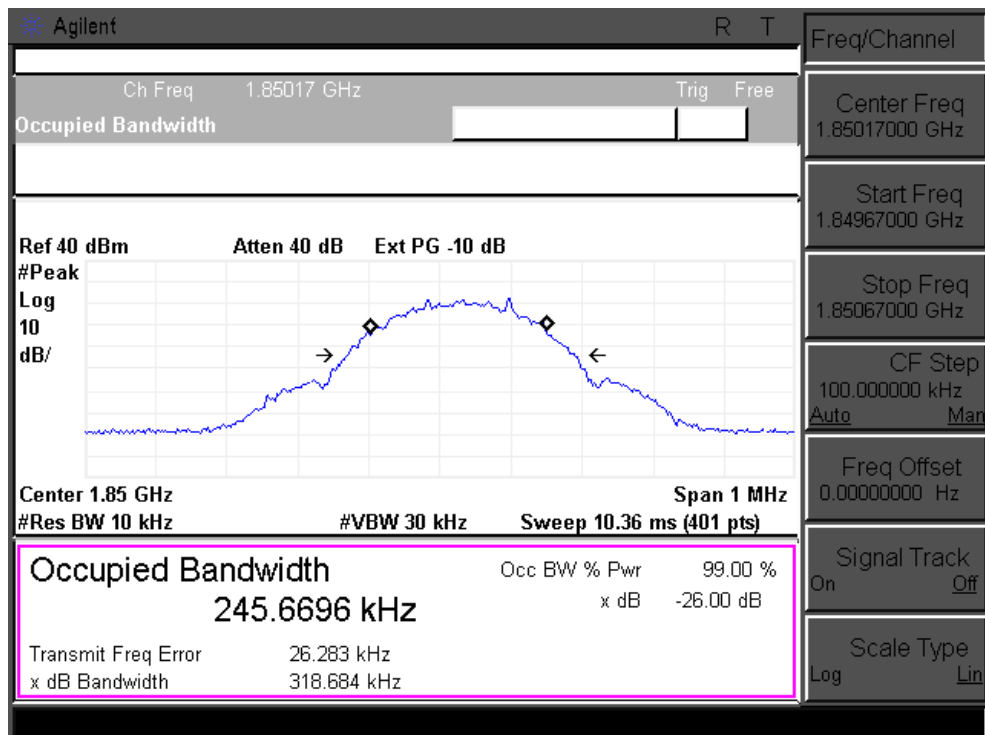 Agilent R T
Freq/Channel
Ch Freq 1.85017 GHz Trig Free
Occupied Bandwidth
Center Freq
1.85017000 GHz
Start Freq
1.84967000 GHz
Ref 40 dBm Atten 40 dB Ext PG -10 dB
#Peak
Log
10
dB/
Stop Freq
1.85067000 GHz
CF Step
100.000000 kHz
Auto Man
Freq Offset
0.00000000 Hz
Center 1.85 GHz Span 1 MHz
#Res BW 10 kHz #VBW 30 kHz Sweep 10.36 ms (401 pts)
Occupied Bandwidth
245.6696 kHz
Occ BW % Pwr 99.00 %
x dB -26.00 dB
Transmit Freq Error 26.283 kHz
x dB Bandwidth 318.684 kHz
Signal Track
On Off
Scale Type
Log Lin